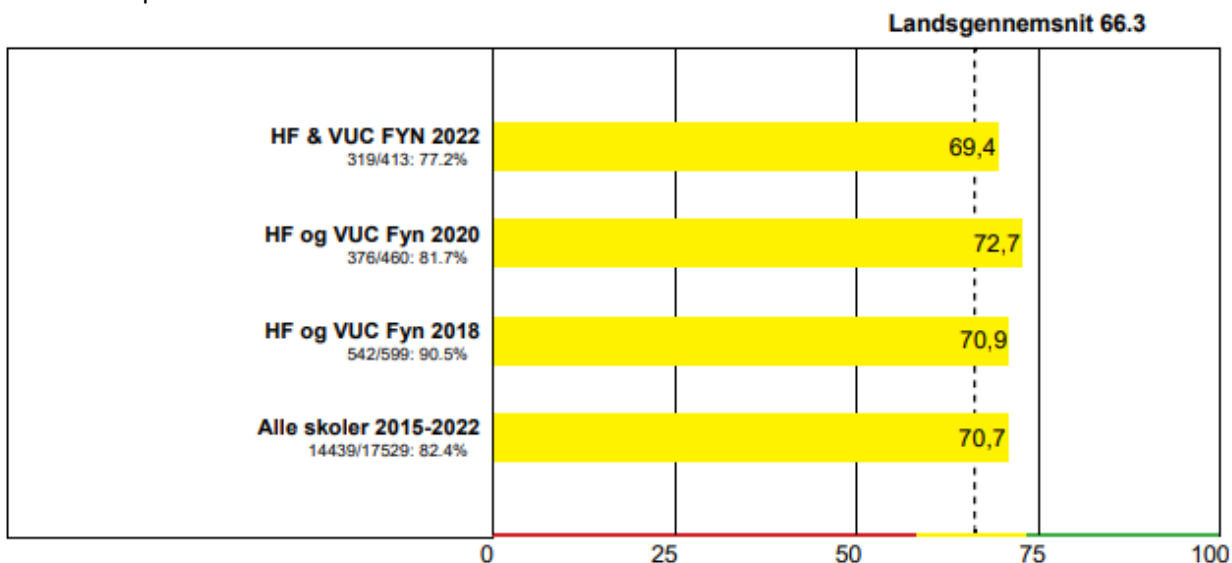 Landsgennemsnit 66.3
HF & VUC FYN 2022
319/413: 77.2%
69,4
HF og VUC Fyn 2020
376/460: 81.7%
72,7
HF og VUC Fyn 2018
542/599: 90.5%
70,9
Alle skoler 2015-2022
14439/17529: 82.4%
70,7
0 25 50 75 100